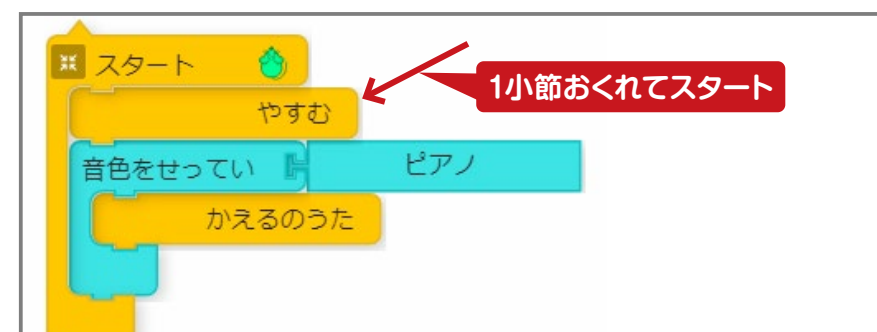 スタート
1小節おくれてスタート
やすむ
音色をせってい ピアノ
かえるのうた